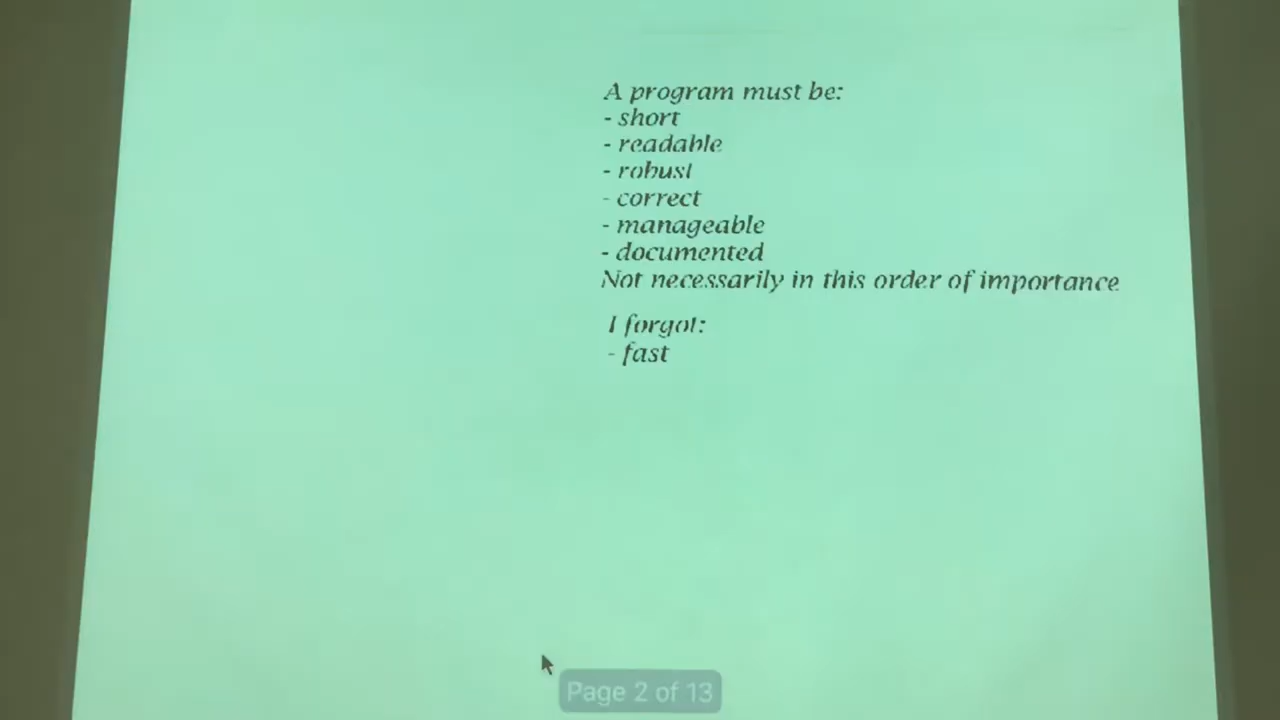 A program must be:
- short
- readable
- robust
- correct
- manageable
- documented
Not necessarily in this order of importance
I forgot:
- fast
Page 2 of 13